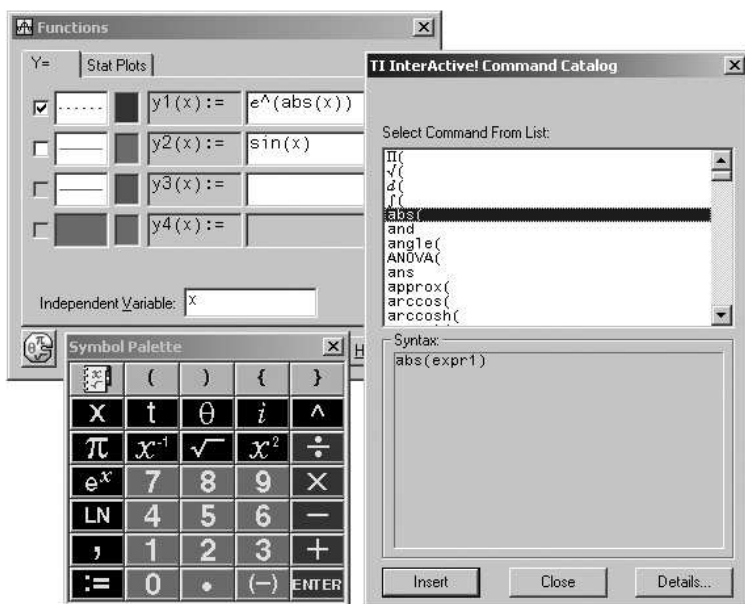 Functions
Y= Stat Plots
y1(x):= e^(abs(x))
y2(x):= sin(x)
y3(x):=
y4(x):=
Independent Variable: x
Symbol Palette
( ) { }
x t θ i ^
π x⁻¹ √ x² ÷
eˣ 7 8 9 ×
LN 4 5 6 −
, 1 2 3 +
:= 0 . (−) ENTER
TI InterActive! Command Catalog
Select Command From List:
Π(
√(
d(
∫(
abs(
and
angle(
ANOVA(
ans
approx(
arccos(
arccosh(
Syntax:
abs(expr1)
Insert Close Details...